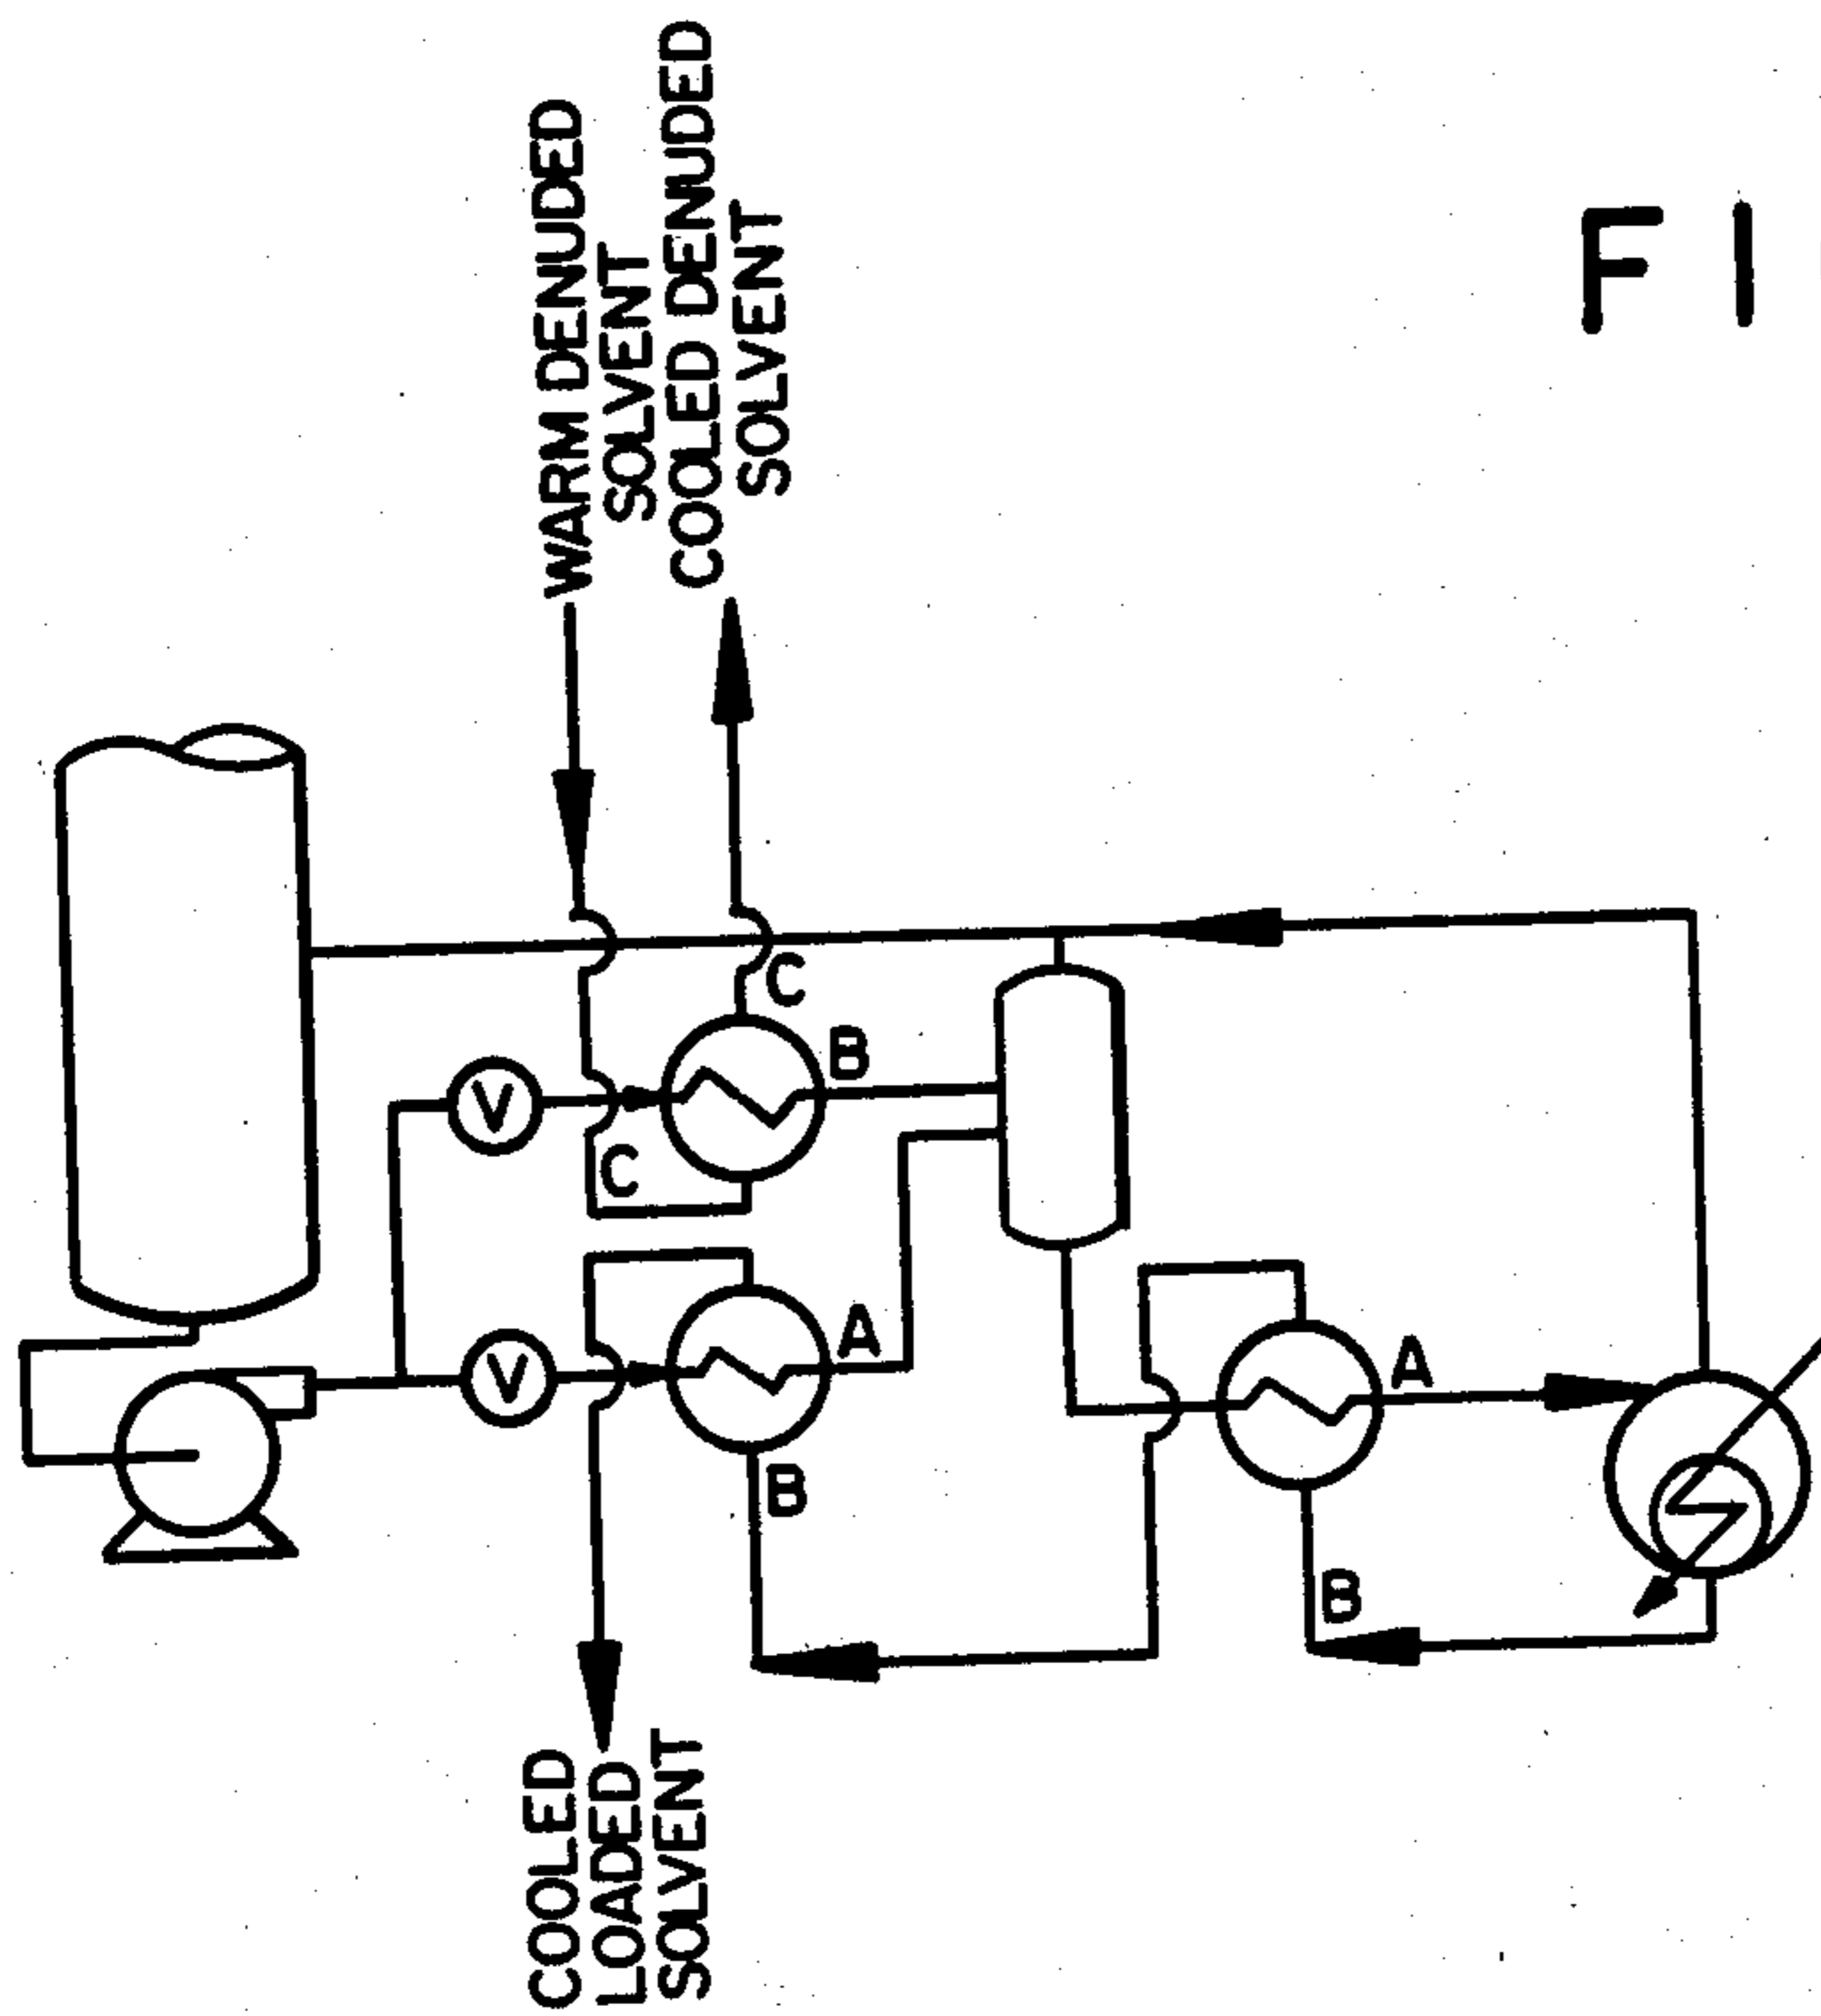 WARM DENUDED
SOLVENT
COOLED DENUDED
SOLVENT
FI
C
B
V
C
A
V
A
B
B
COOLED
LOADED
SOLVENT